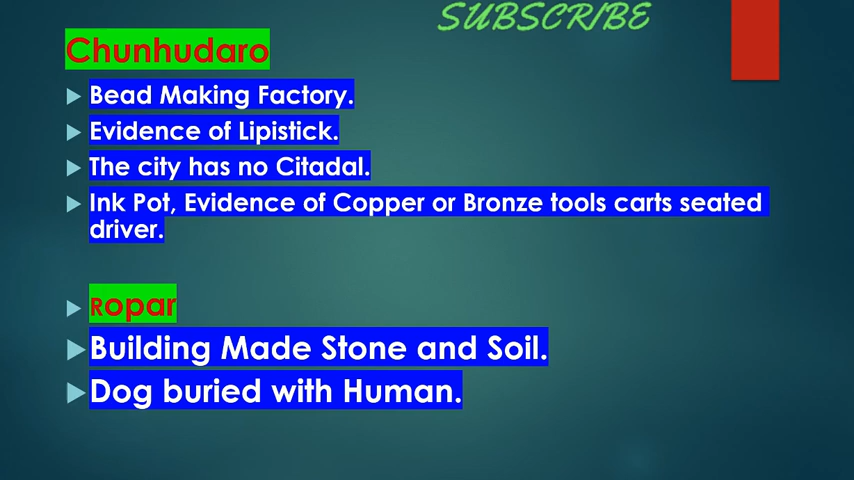 SUBSCRIBE
Chunhudaro
Bead Making Factory.
Evidence of Lipistick.
The city has no Citadal.
Ink Pot, Evidence of Copper or Bronze tools carts seated
driver.
Ropar
Building Made Stone and Soil.
Dog buried with Human.